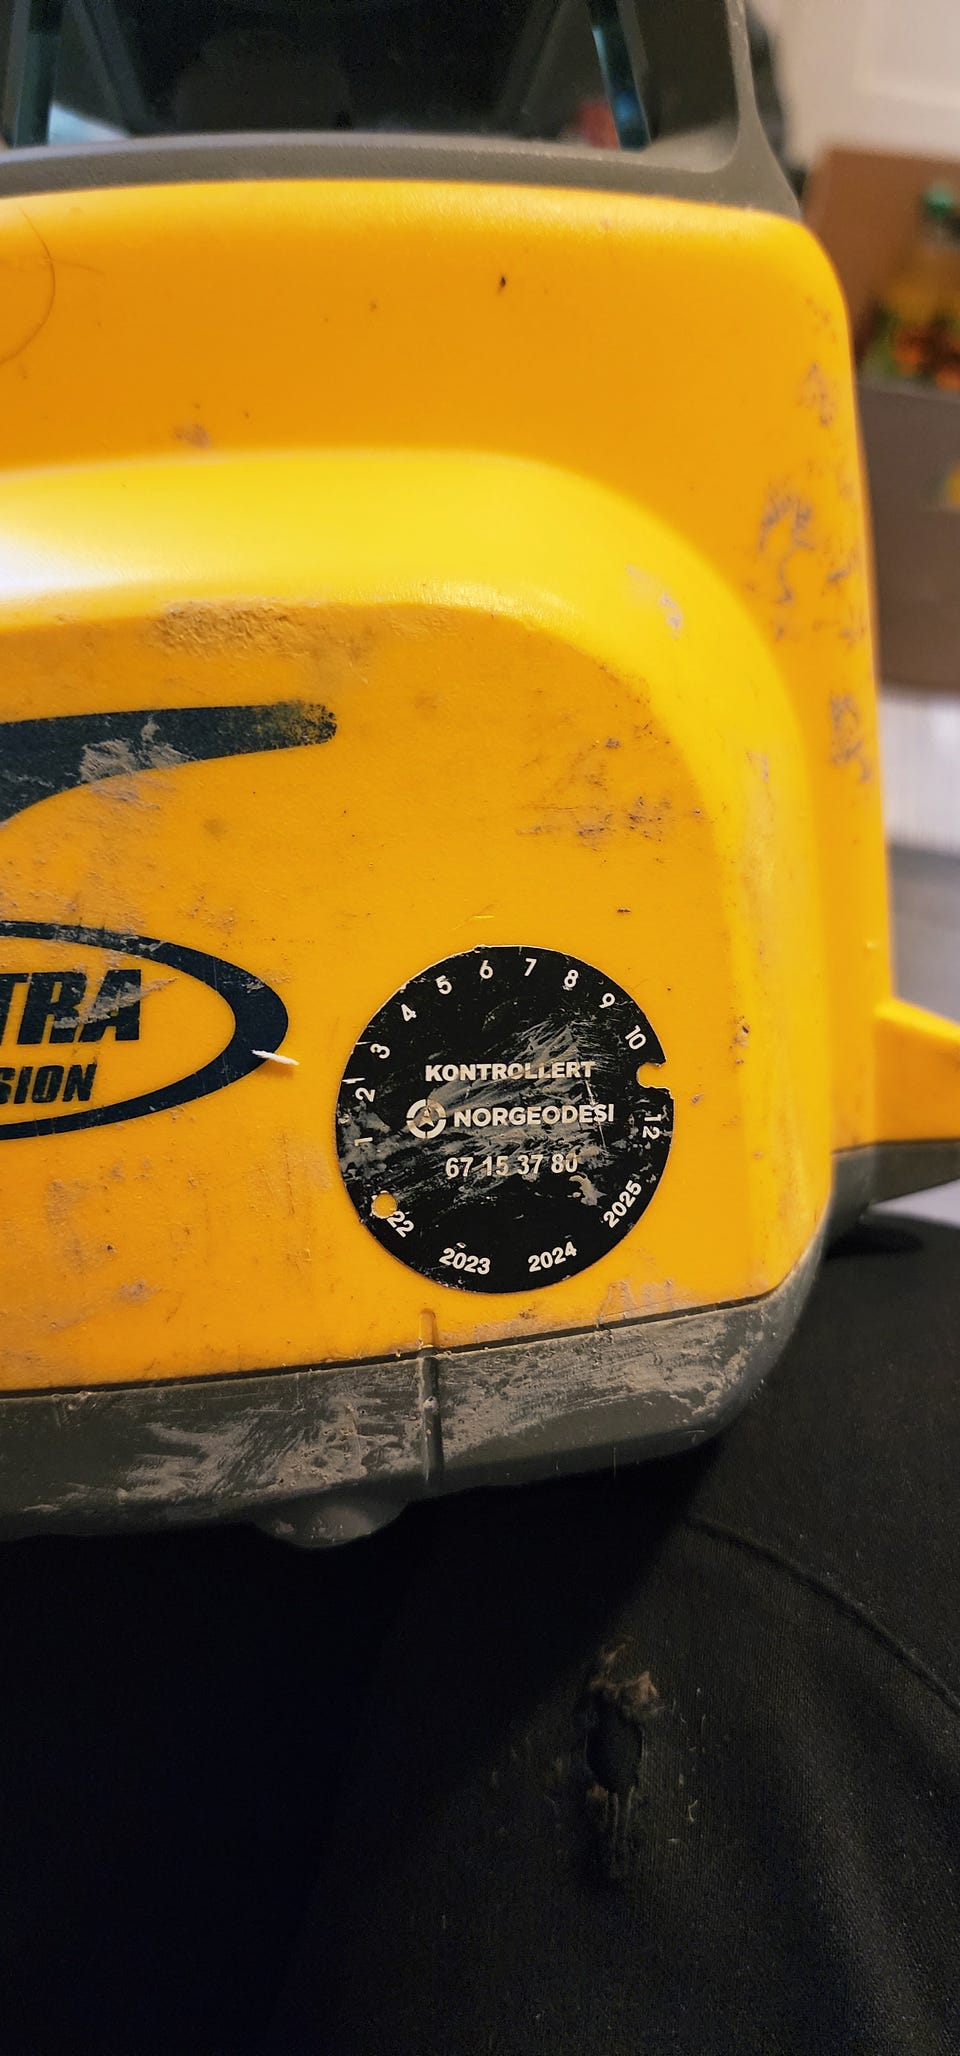 TRA
SION
1 2 3 4 5 6 7 8 9 10 12
KONTROLLERT
NORGEODESI
67 15 37 80
22 2023 2024 2025